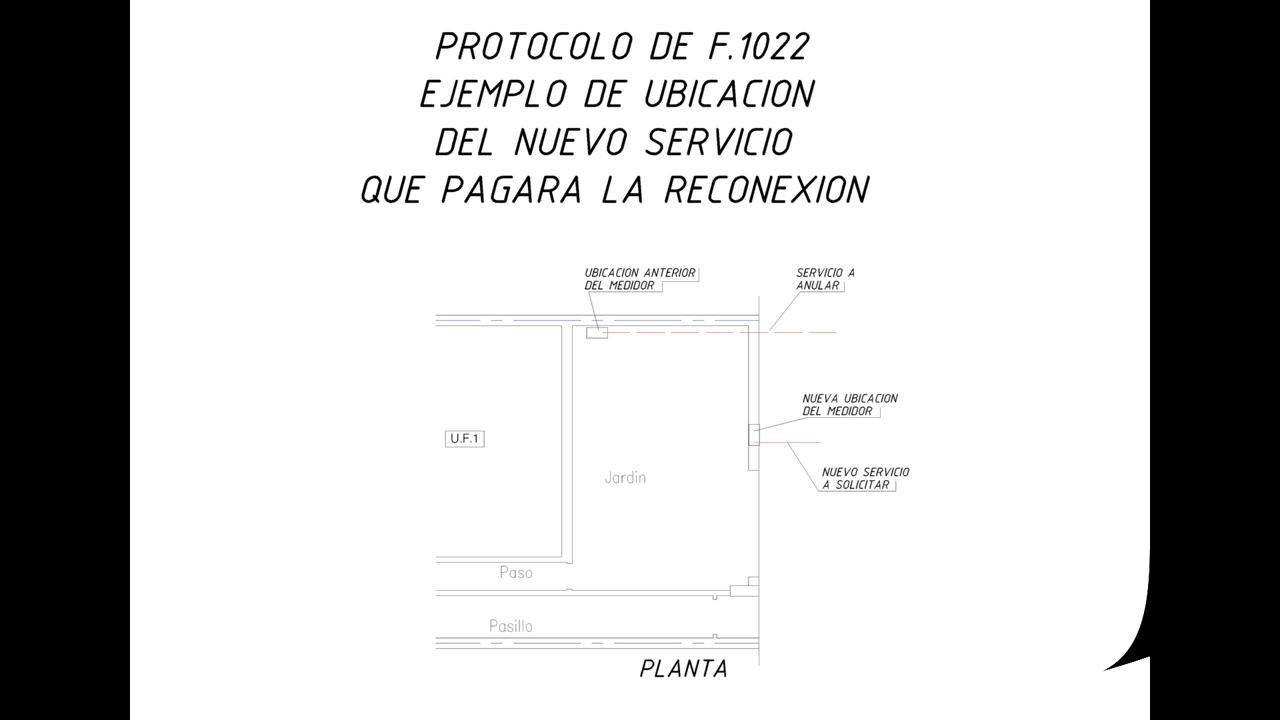 PROTOCOLO DE F.1022
EJEMPLO DE UBICACION
DEL NUEVO SERVICIO
QUE PAGARA LA RECONEXION
UBICACION ANTERIOR
DEL MEDIDOR
SERVICIO A
ANULAR
NUEVA UBICACION
DEL MEDIDOR
U.F.1
Jardin
NUEVO SERVICIO
A SOLICITAR
Paso
Pasillo
PLANTA